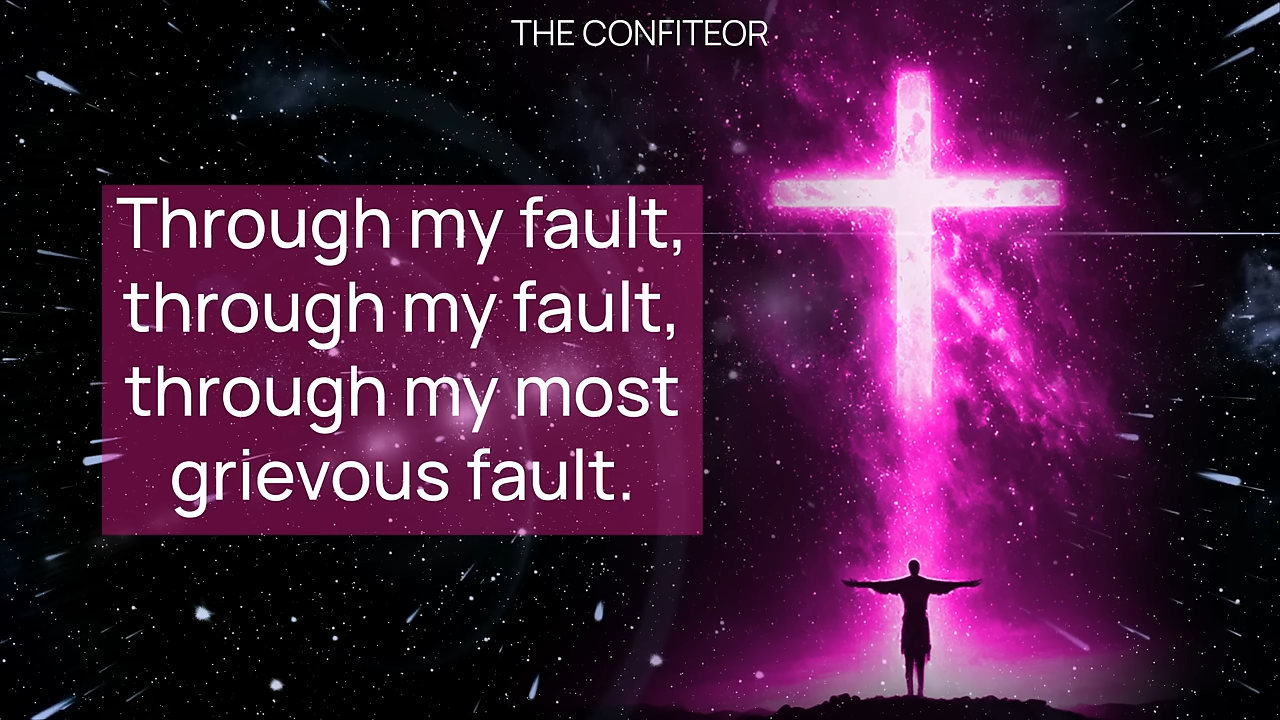 THE CONFITEOR
Through my fault,
through my fault,
through my most
grievous fault.